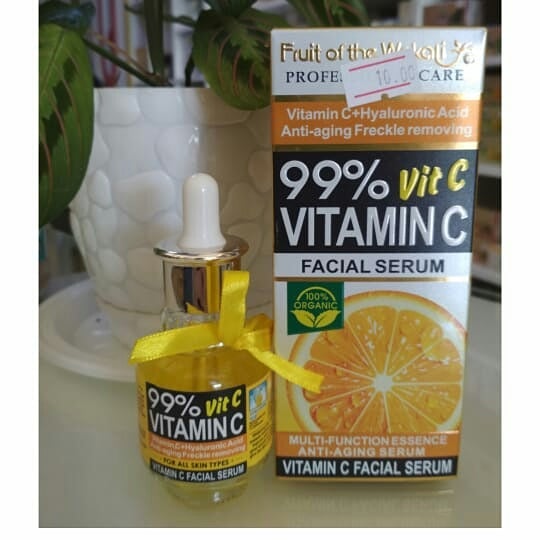 Fruit of the Wokali
PROFE CARE
10.00
Vitamin C+Hyaluronic Acid
Anti-aging Freckle removing
99% Vit C
VITAMIN C
FACIAL SERUM
100%
ORGANIC
MULTI-FUNCTION ESSENCE
ANTI-AGING SERUM
VITAMIN C FACIAL SERUM
99% Vit C
VITAMIN C
Vitamin C+Hyaluronic Acid
Anti-aging Freckle removing
FOR ALL SKIN TYPES
VITAMIN C FACIAL SERUM